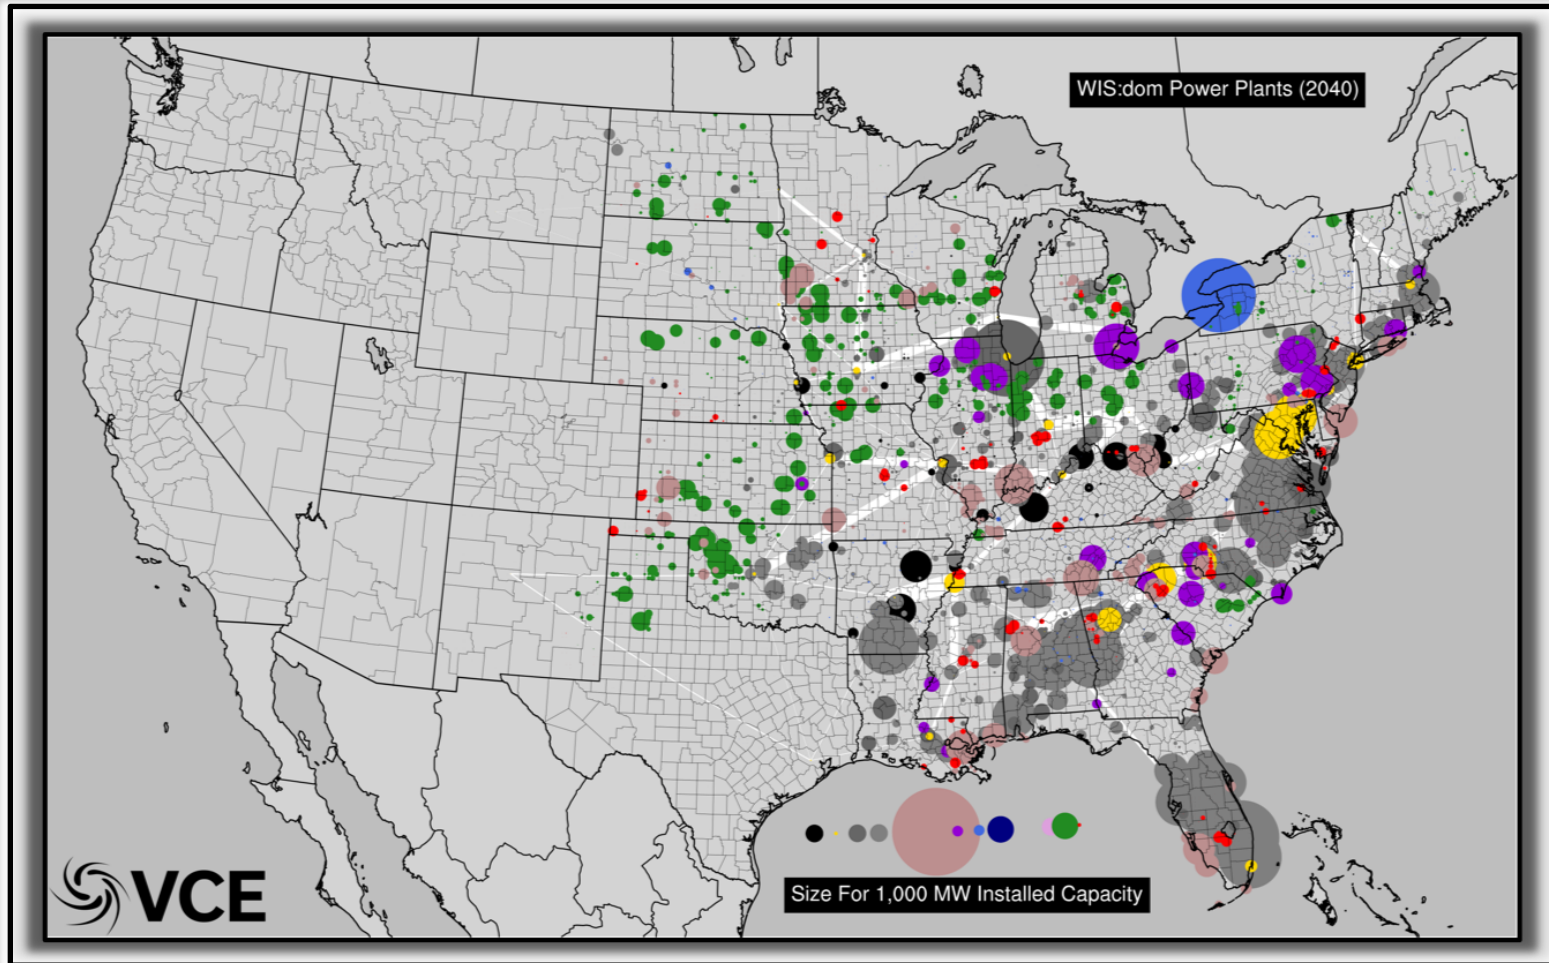 WIS:dom Power Plants (2040)
Size For 1,000 MW Installed Capacity
VCE